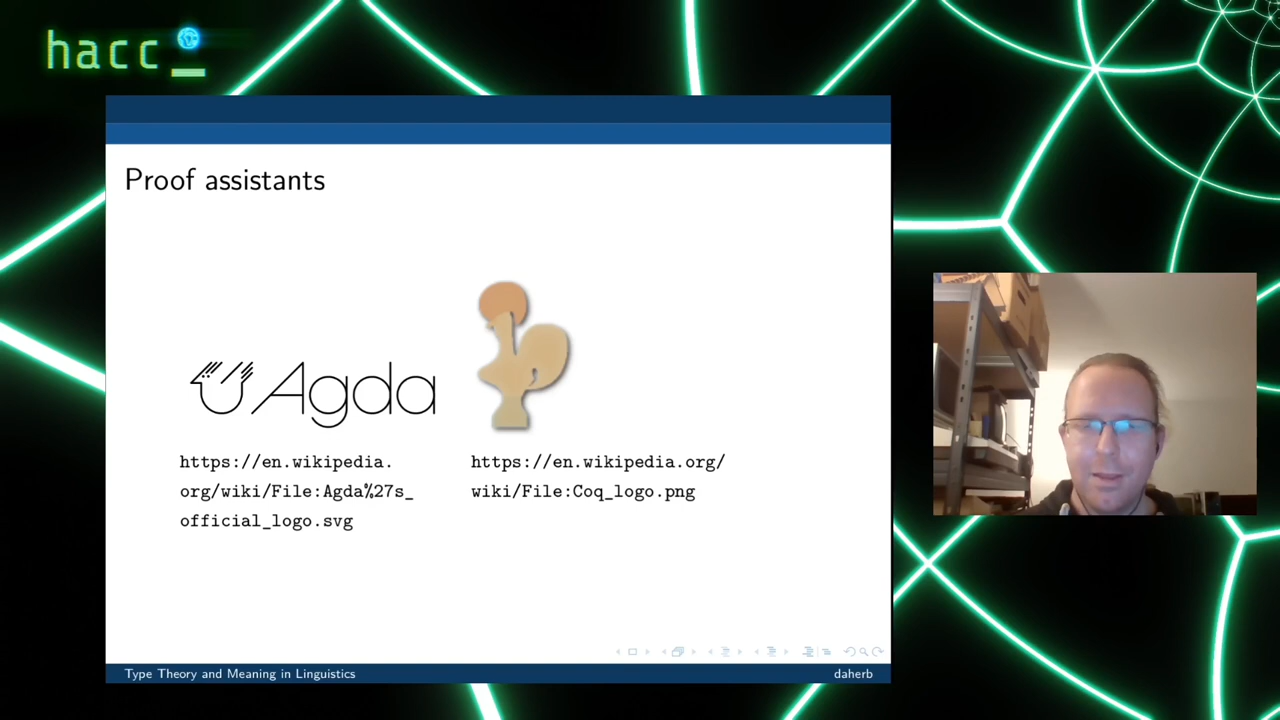 hacc
Proof assistants
Agda
https://en.wikipedia.
org/wiki/File:Agda%27s_
official_logo.svg
https://en.wikipedia.org/
wiki/File:Coq_logo.png
Type Theory and Meaning in Linguistics
daherb